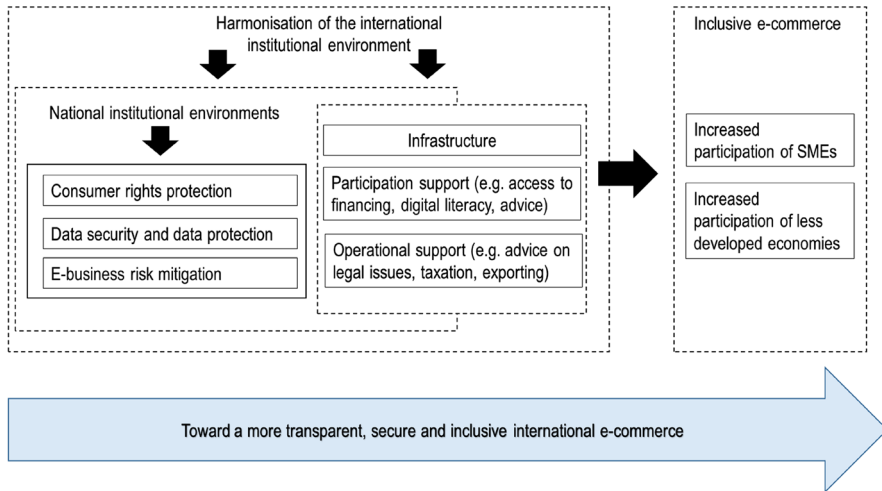 Harmonisation of the international
institutional environment
National institutional environments
Consumer rights protection
Data security and data protection
E-business risk mitigation
Infrastructure
Participation support (e.g. access to
financing, digital literacy, advice)
Operational support (e.g. advice on
legal issues, taxation, exporting)
Inclusive e-commerce
Increased
participation of SMEs
Increased
participation of less
developed economies
Toward a more transparent, secure and inclusive international e-commerce